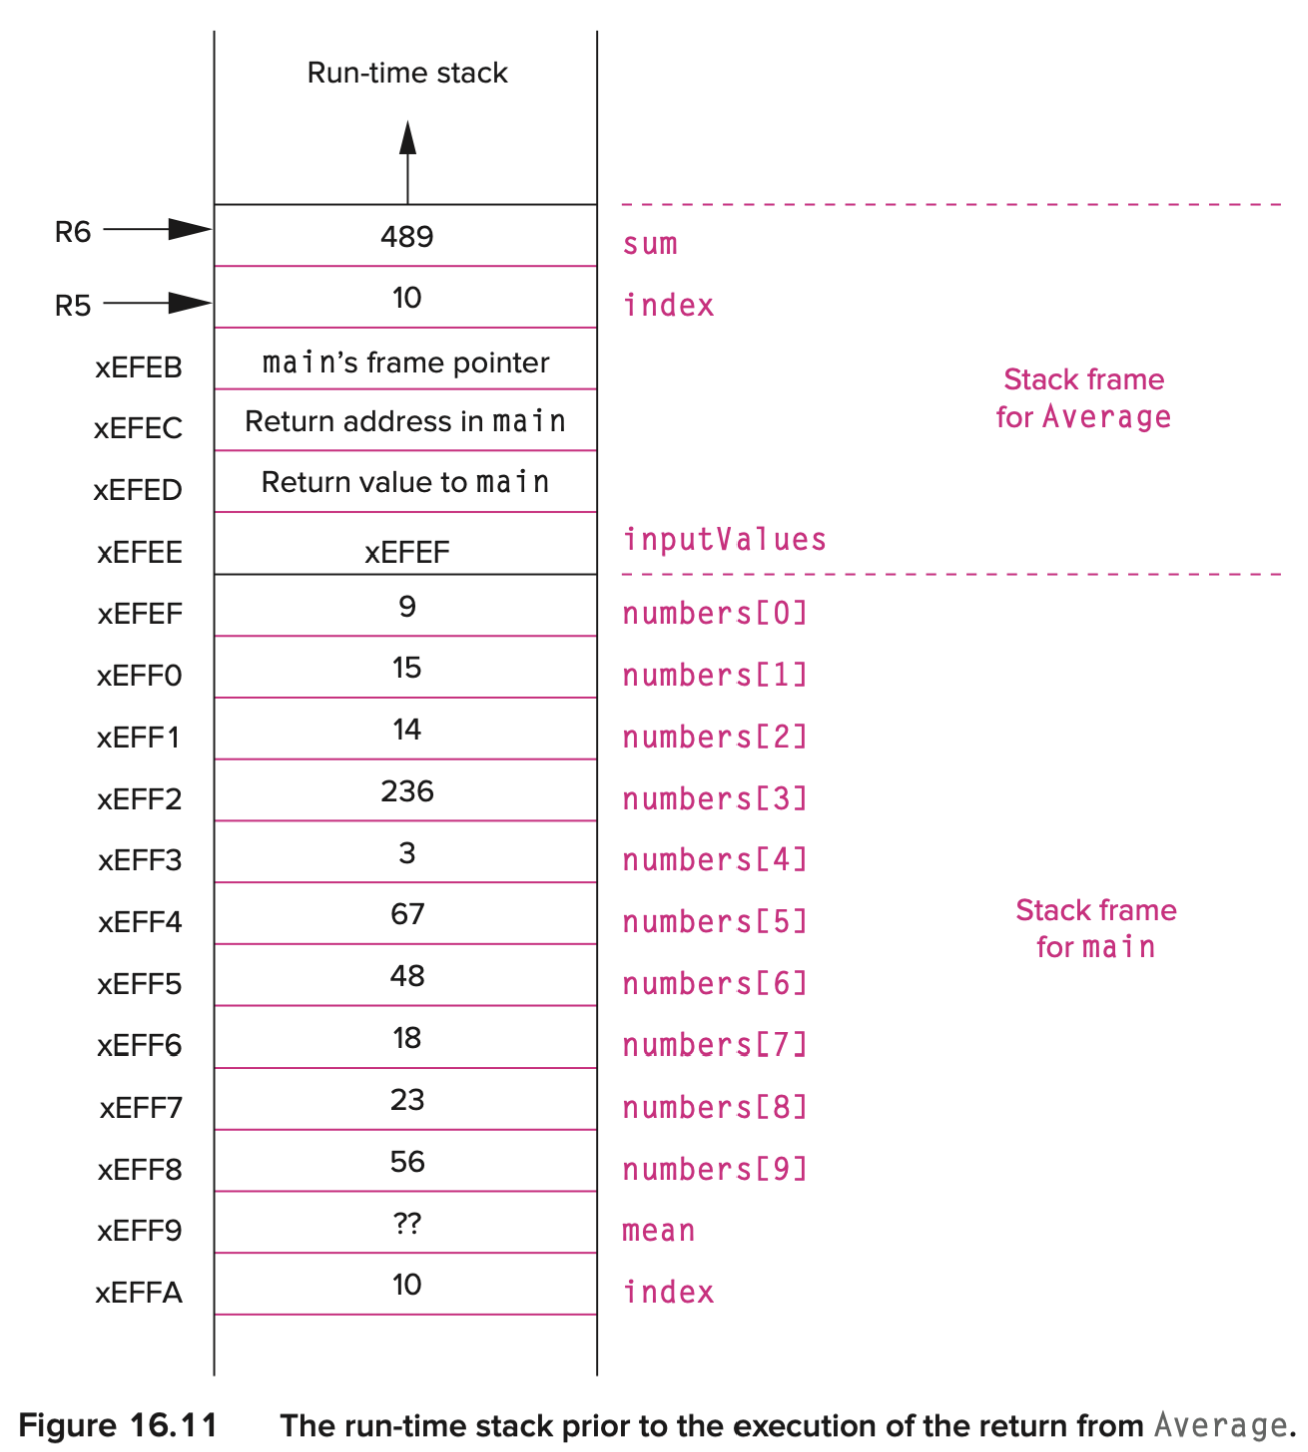 Run-time stack
R6 489 sum
R5 10 index
xEFEB main's frame pointer
Stack frame
for Average
xEFEC Return address in main
xEFED Return value to main
xEFEE xEFEF inputValues
xEFEF 9 numbers[0]
xEFF0 15 numbers[1]
xEFF1 14 numbers[2]
xEFF2 236 numbers[3]
xEFF3 3 numbers[4]
xEFF4 67 numbers[5]
Stack frame
for main
xEFF5 48 numbers[6]
xEFF6 18 numbers[7]
xEFF7 23 numbers[8]
xEFF8 56 numbers[9]
xEFF9 ?? mean
xEFFA 10 index
Figure 16.11 The run-time stack prior to the execution of the return from Average.